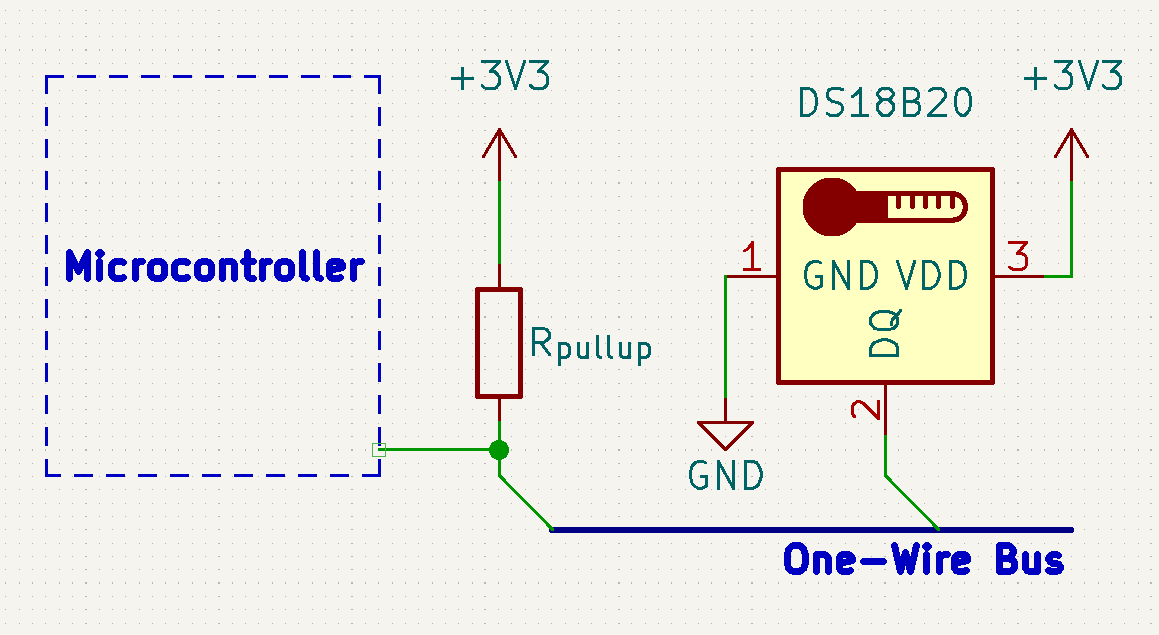 +3V3
+3V3
DS18B20
Microcontroller
1
3
GND VDD
DQ
Rpullup
2
GND
One-Wire Bus